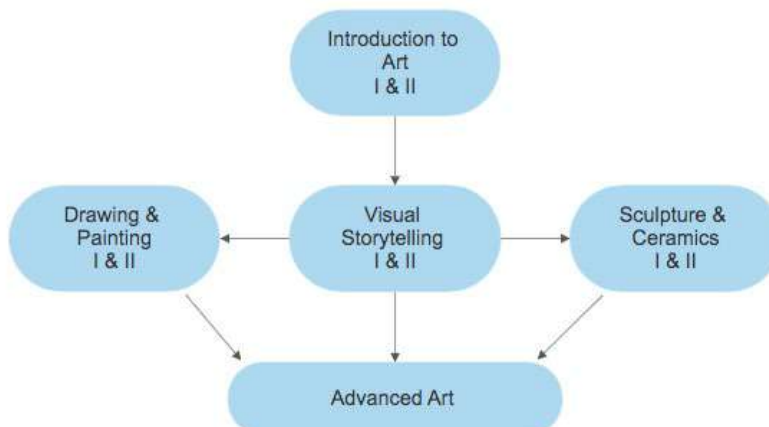 Introduction to
Art
I & II
Drawing &
Painting
I & II
Visual
Storytelling
I & II
Sculpture &
Ceramics
I & II
Advanced Art